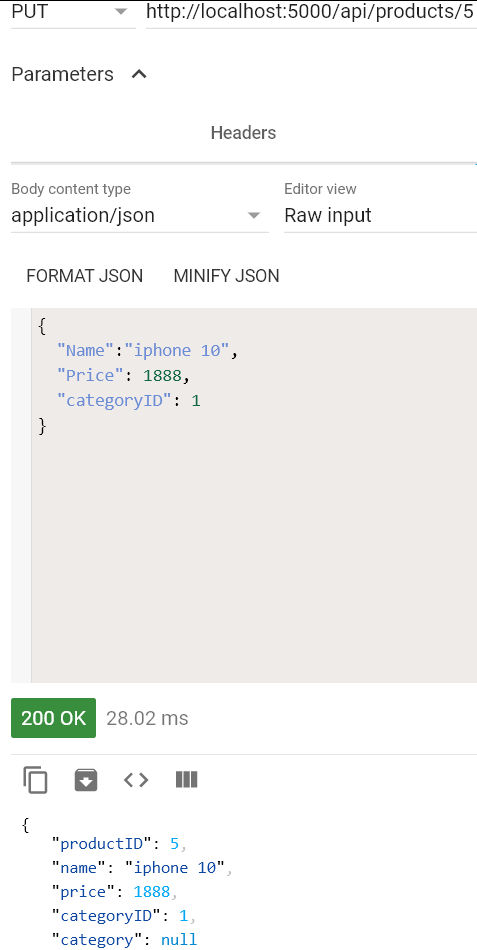 PUT http://localhost:5000/api/products/5
Parameters
Headers
Body content type Editor view
application/json Raw input
FORMAT JSON MINIFY JSON
{
"Name":"iphone 10",
"Price": 1888,
"categoryID": 1
}
200 OK 28.02 ms
{
"productID": 5,
"name": "iphone 10",
"price": 1888,
"categoryID": 1,
"category": null